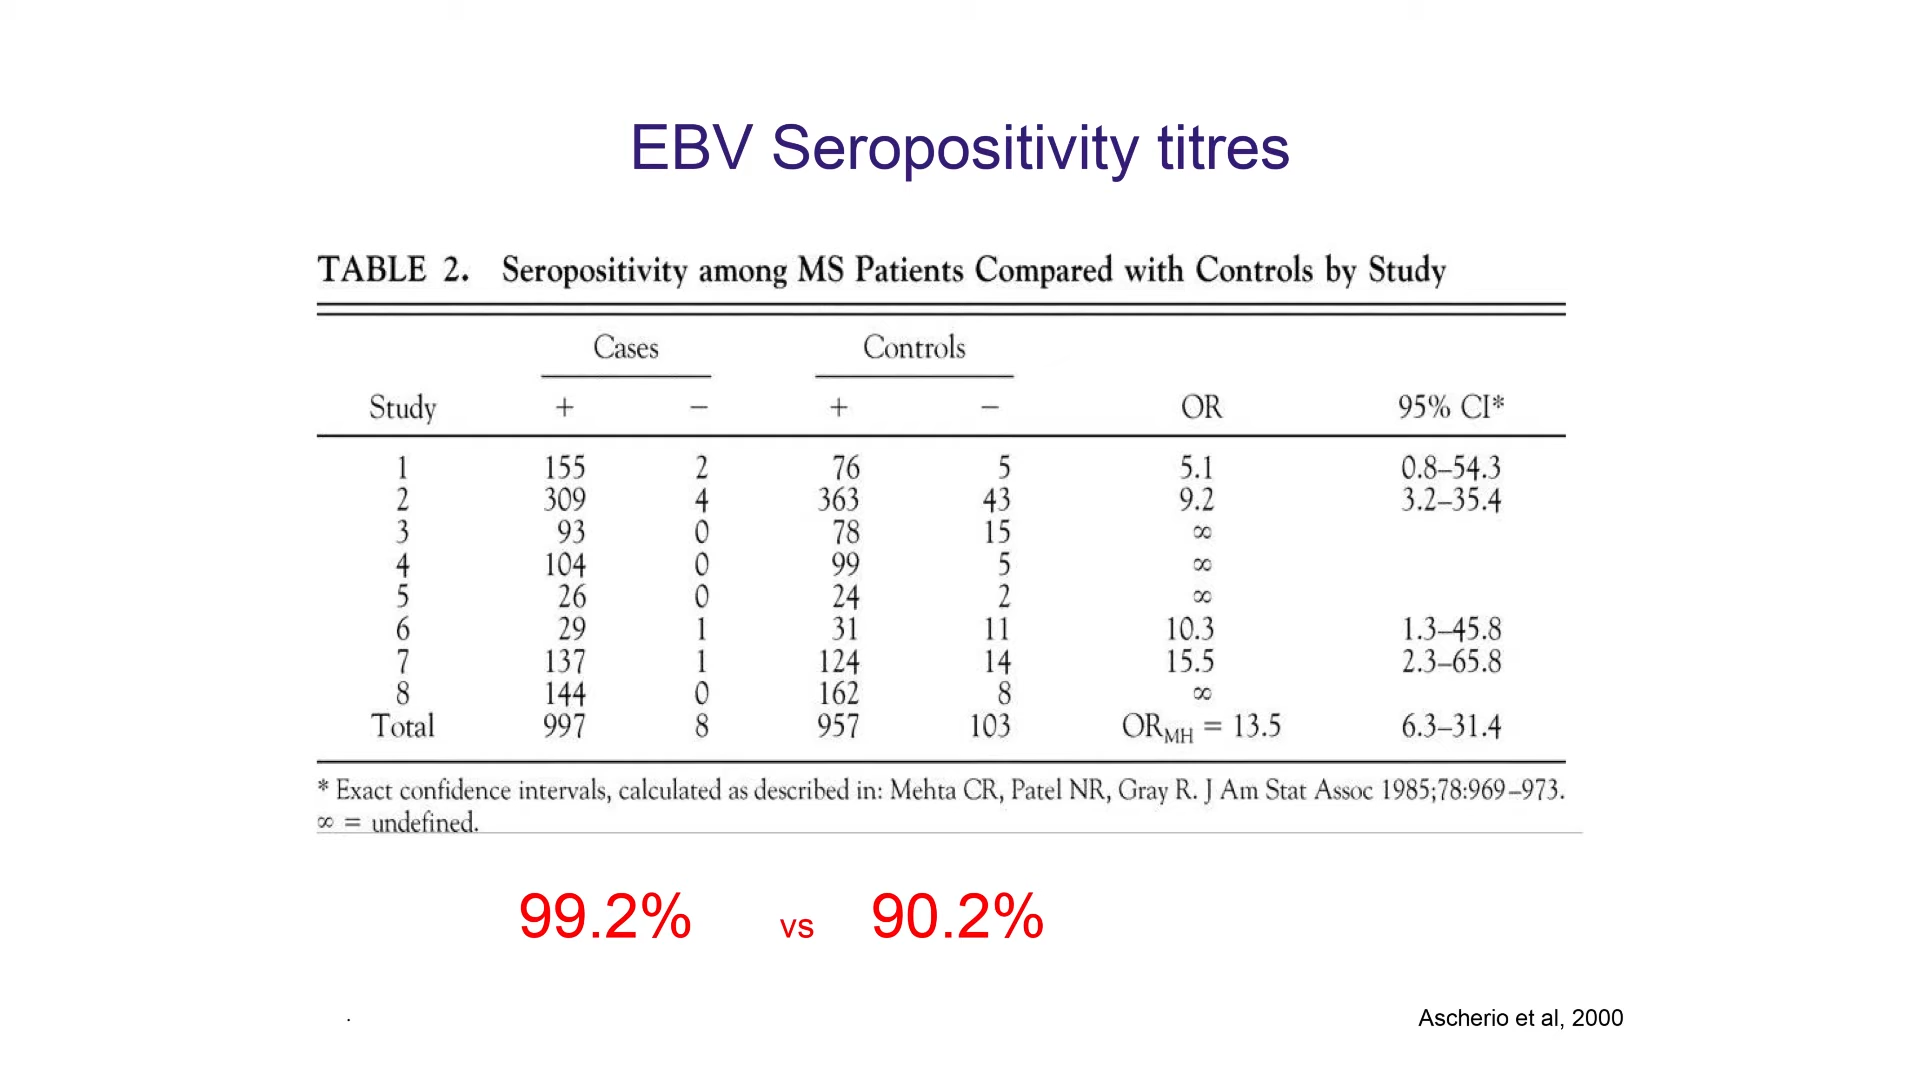 EBV Seropositivity titres
TABLE 2. Seropositivity among MS Patients Compared with Controls by Study
Cases Controls
Study + − + − OR 95% CI*
1 155 2 76 5 5.1 0.8–54.3
2 309 4 363 43 9.2 3.2–35.4
3 93 0 78 15 ∞
4 104 0 99 5 ∞
5 26 0 24 2 ∞
6 29 1 31 11 10.3 1.3–45.8
7 137 1 124 14 15.5 2.3–65.8
8 144 0 162 8 ∞
Total 997 8 957 103 ORMH = 13.5 6.3–31.4
* Exact confidence intervals, calculated as described in: Mehta CR, Patel NR, Gray R. J Am Stat Assoc 1985;78:969–973.
∞ = undefined.
99.2% vs 90.2%
.
Ascherio et al, 2000